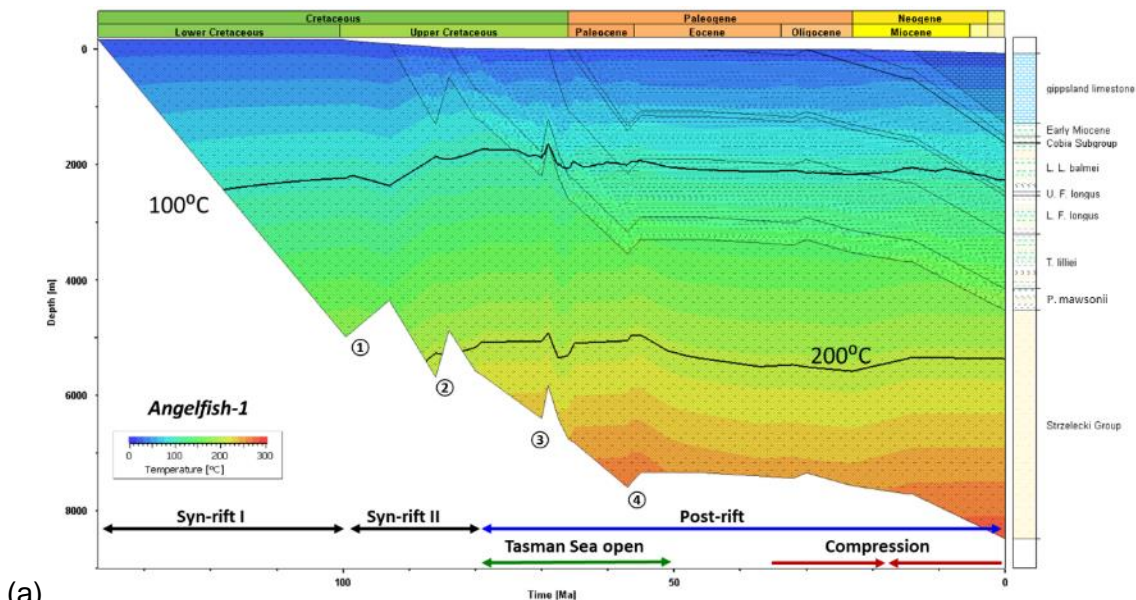 Cretaceous Paleogene Neogene
Lower Cretaceous Upper Cretaceous Paleocene Eocene Oligocene Miocene
0
2000
4000
6000
8000
Depth [m]
100°C
200°C
①
②
③
④
Angelfish-1
0 100 200 300
Temperature [°C]
Syn-rift I Syn-rift II Post-rift
Tasman Sea open Compression
100 50 0
Time [Ma]
gippsland limestone
Early Miocene
Cobia Subgroup
L. L. balmei
U. F. longus
L. F. longus
T. lilliei
P. mawsonii
Strzelecki Group
(a)